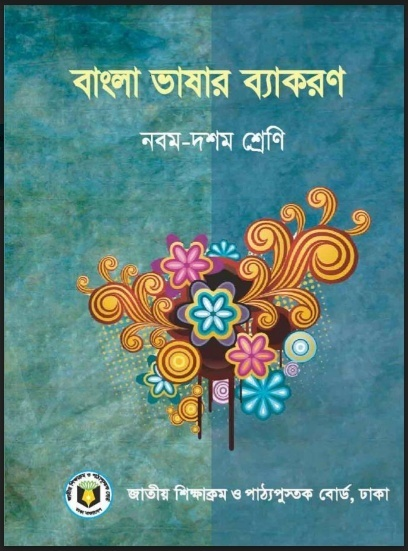 বাংলা ভাষার ব্যাকরণ
নবম-দশম শ্রেণি
জাতীয় শিক্ষাক্রম ও পাঠ্যপুস্তক বোর্ড, ঢাকা